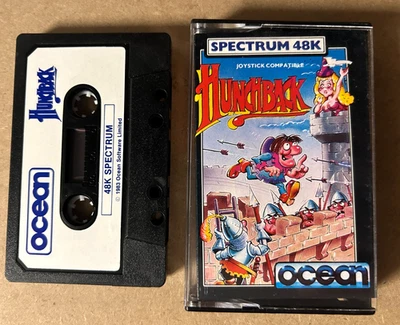 ocean
48K SPECTRUM
© 1983 Ocean Software Limited
HUNCHBACK
SPECTRUM 48K
JOYSTICK COMPATIBLE
HUNCHBACK
ocean